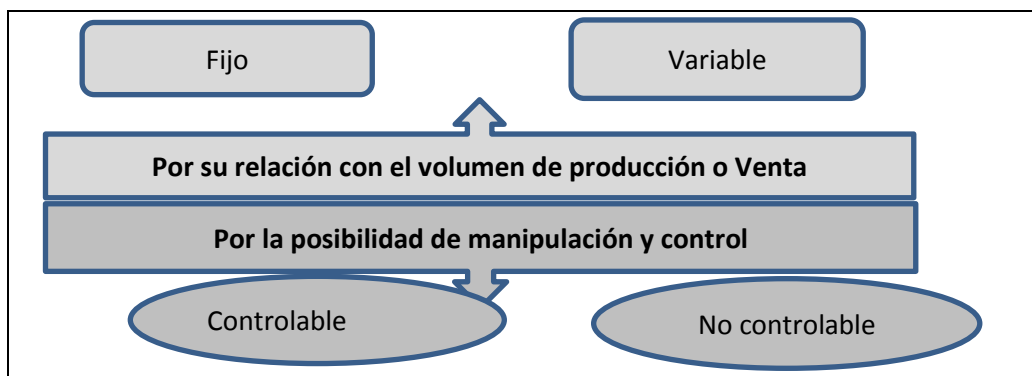 Fijo
Variable
Por su relación con el volumen de producción o Venta
Por la posibilidad de manipulación y control
Controlable
No controlable